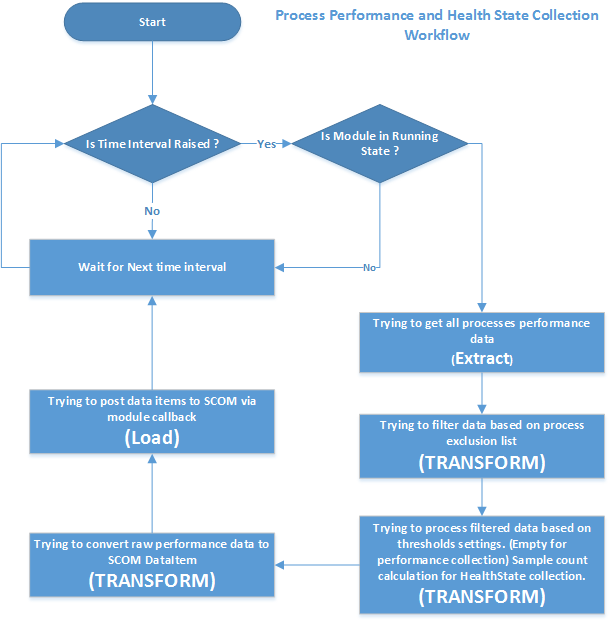 Process Performance and Health State Collection
Workflow
Start
Is Time Interval Raised ?
Yes
Is Module in Running
State ?
No
No
Wait for Next time interval
Trying to get all processes performance
data
(Extract)
Trying to filter data based on process
exclusion list
(TRANSFORM)
Trying to process filtered data based on
thresholds settings. (Empty for
performance collection) Sample count
calculation for HealthState collection.
(TRANSFORM)
Trying to convert raw performance data to
SCOM DataItem
(TRANSFORM)
Trying to post data items to SCOM via
module callback
(Load)